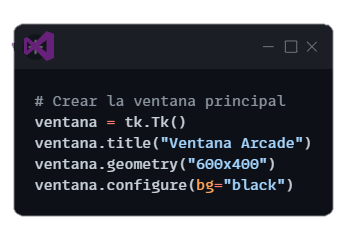 # Crear la ventana principal
ventana = tk.Tk()
ventana.title("Ventana Arcade")
ventana.geometry("600x400")
ventana.configure(bg="black")